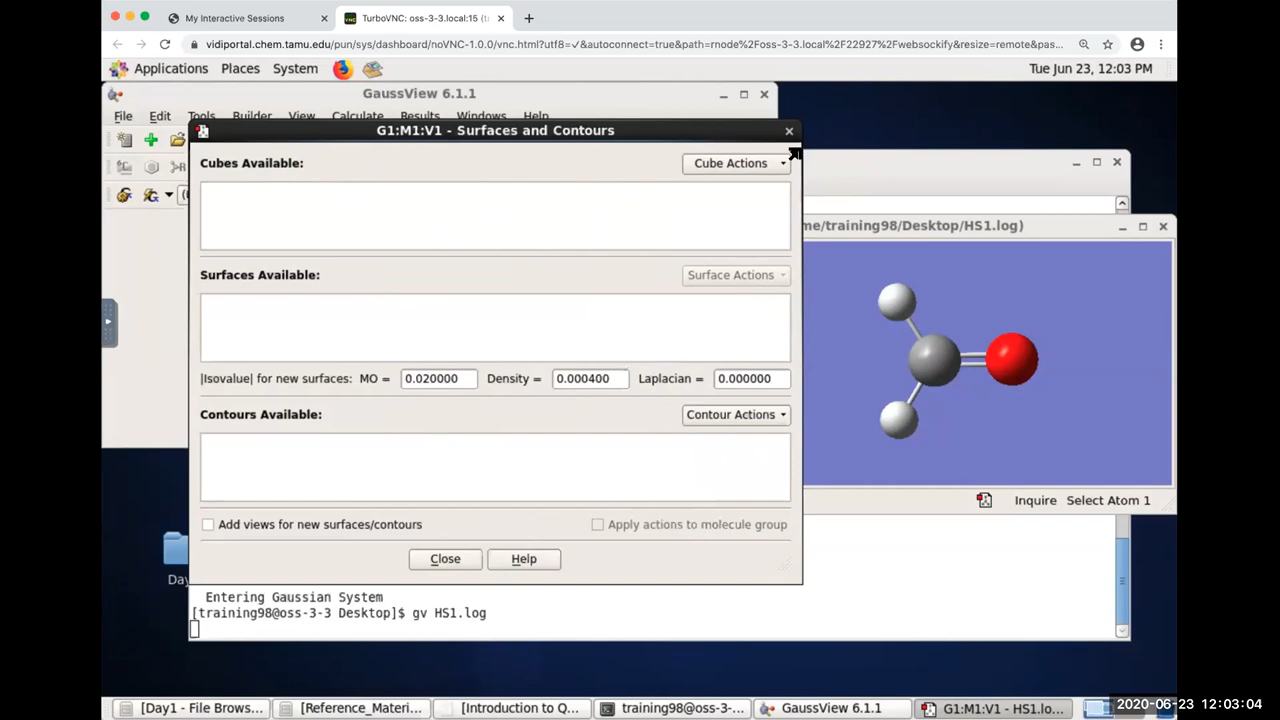 My Interactive Sessions
TurboVNC: oss-3-3.local:15 (t
vidiportal.chem.tamu.edu/pun/sys/dashboard/noVNC-1.0.0/vnc.html?utf8=✓&autoconnect=true&path=rnode%2Foss-3-3.local%2F22927%2Fwebsockify&resize=remote&pas...
Applications Places System
Tue Jun 23, 12:03 PM
GaussView 6.1.1
File Edit Tools Builder View Calculate Results Windows Help
G1:M1:V1 - Surfaces and Contours
Cubes Available:
Cube Actions
me/training98/Desktop/HS1.log)
Surfaces Available:
Surface Actions
|Isovalue| for new surfaces: MO = 0.020000 Density = 0.000400 Laplacian = 0.000000
Contours Available:
Contour Actions
Inquire Select Atom 1
Add views for new surfaces/contours
Apply actions to molecule group
Close Help
Day
Entering Gaussian System
[training98@oss-3-3 Desktop]$ gv HS1.log
[Day1 - File Brows...
[Reference_Materi...
[Introduction to Q...
training98@oss-3-...
GaussView 6.1.1
G1:M1:V1 - HS1.lo...
2020-06-23 12:03:04